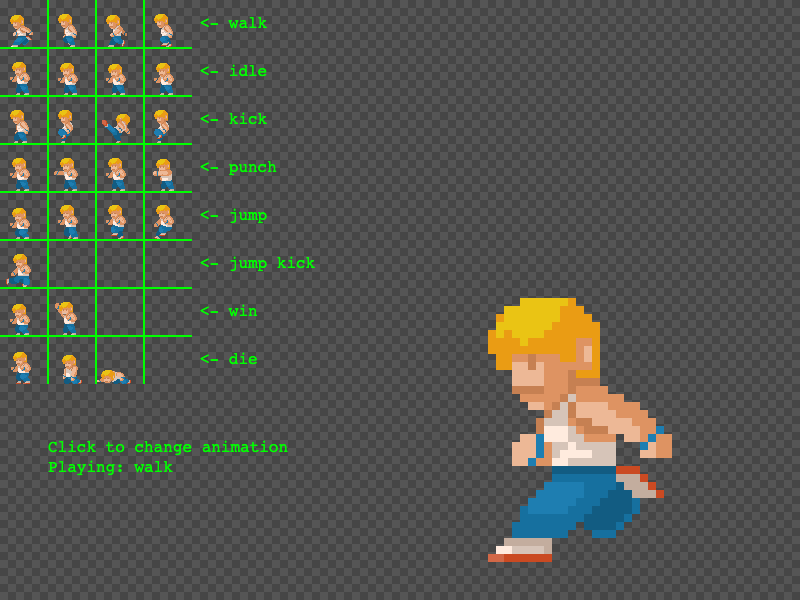 <- walk
<- idle
<- kick
<- punch
<- jump
<- jump kick
<- win
<- die
Click to change animation
Playing: walk